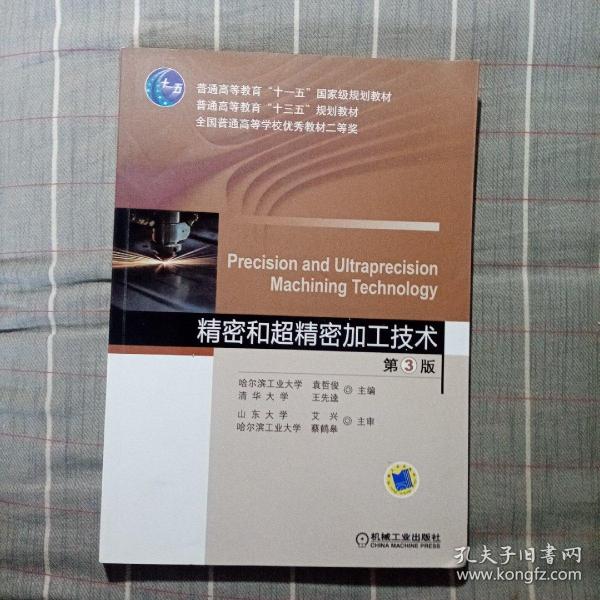 十一五
普通高等教育“十一五”国家级规划教材
普通高等教育“十三五”规划教材
全国普通高等学校优秀教材二等奖
Precision and Ultraprecision
Machining Technology
精密和超精密加工技术
第3版
哈尔滨工业大学 袁哲俊
清华大学 王先逵 ◎ 主编
山东大学 艾兴
哈尔滨工业大学 蔡鹤皋 ◎ 主审
机械工业出版社
CHINA MACHINE PRESS
孔夫子旧书网
www.kongfz.com